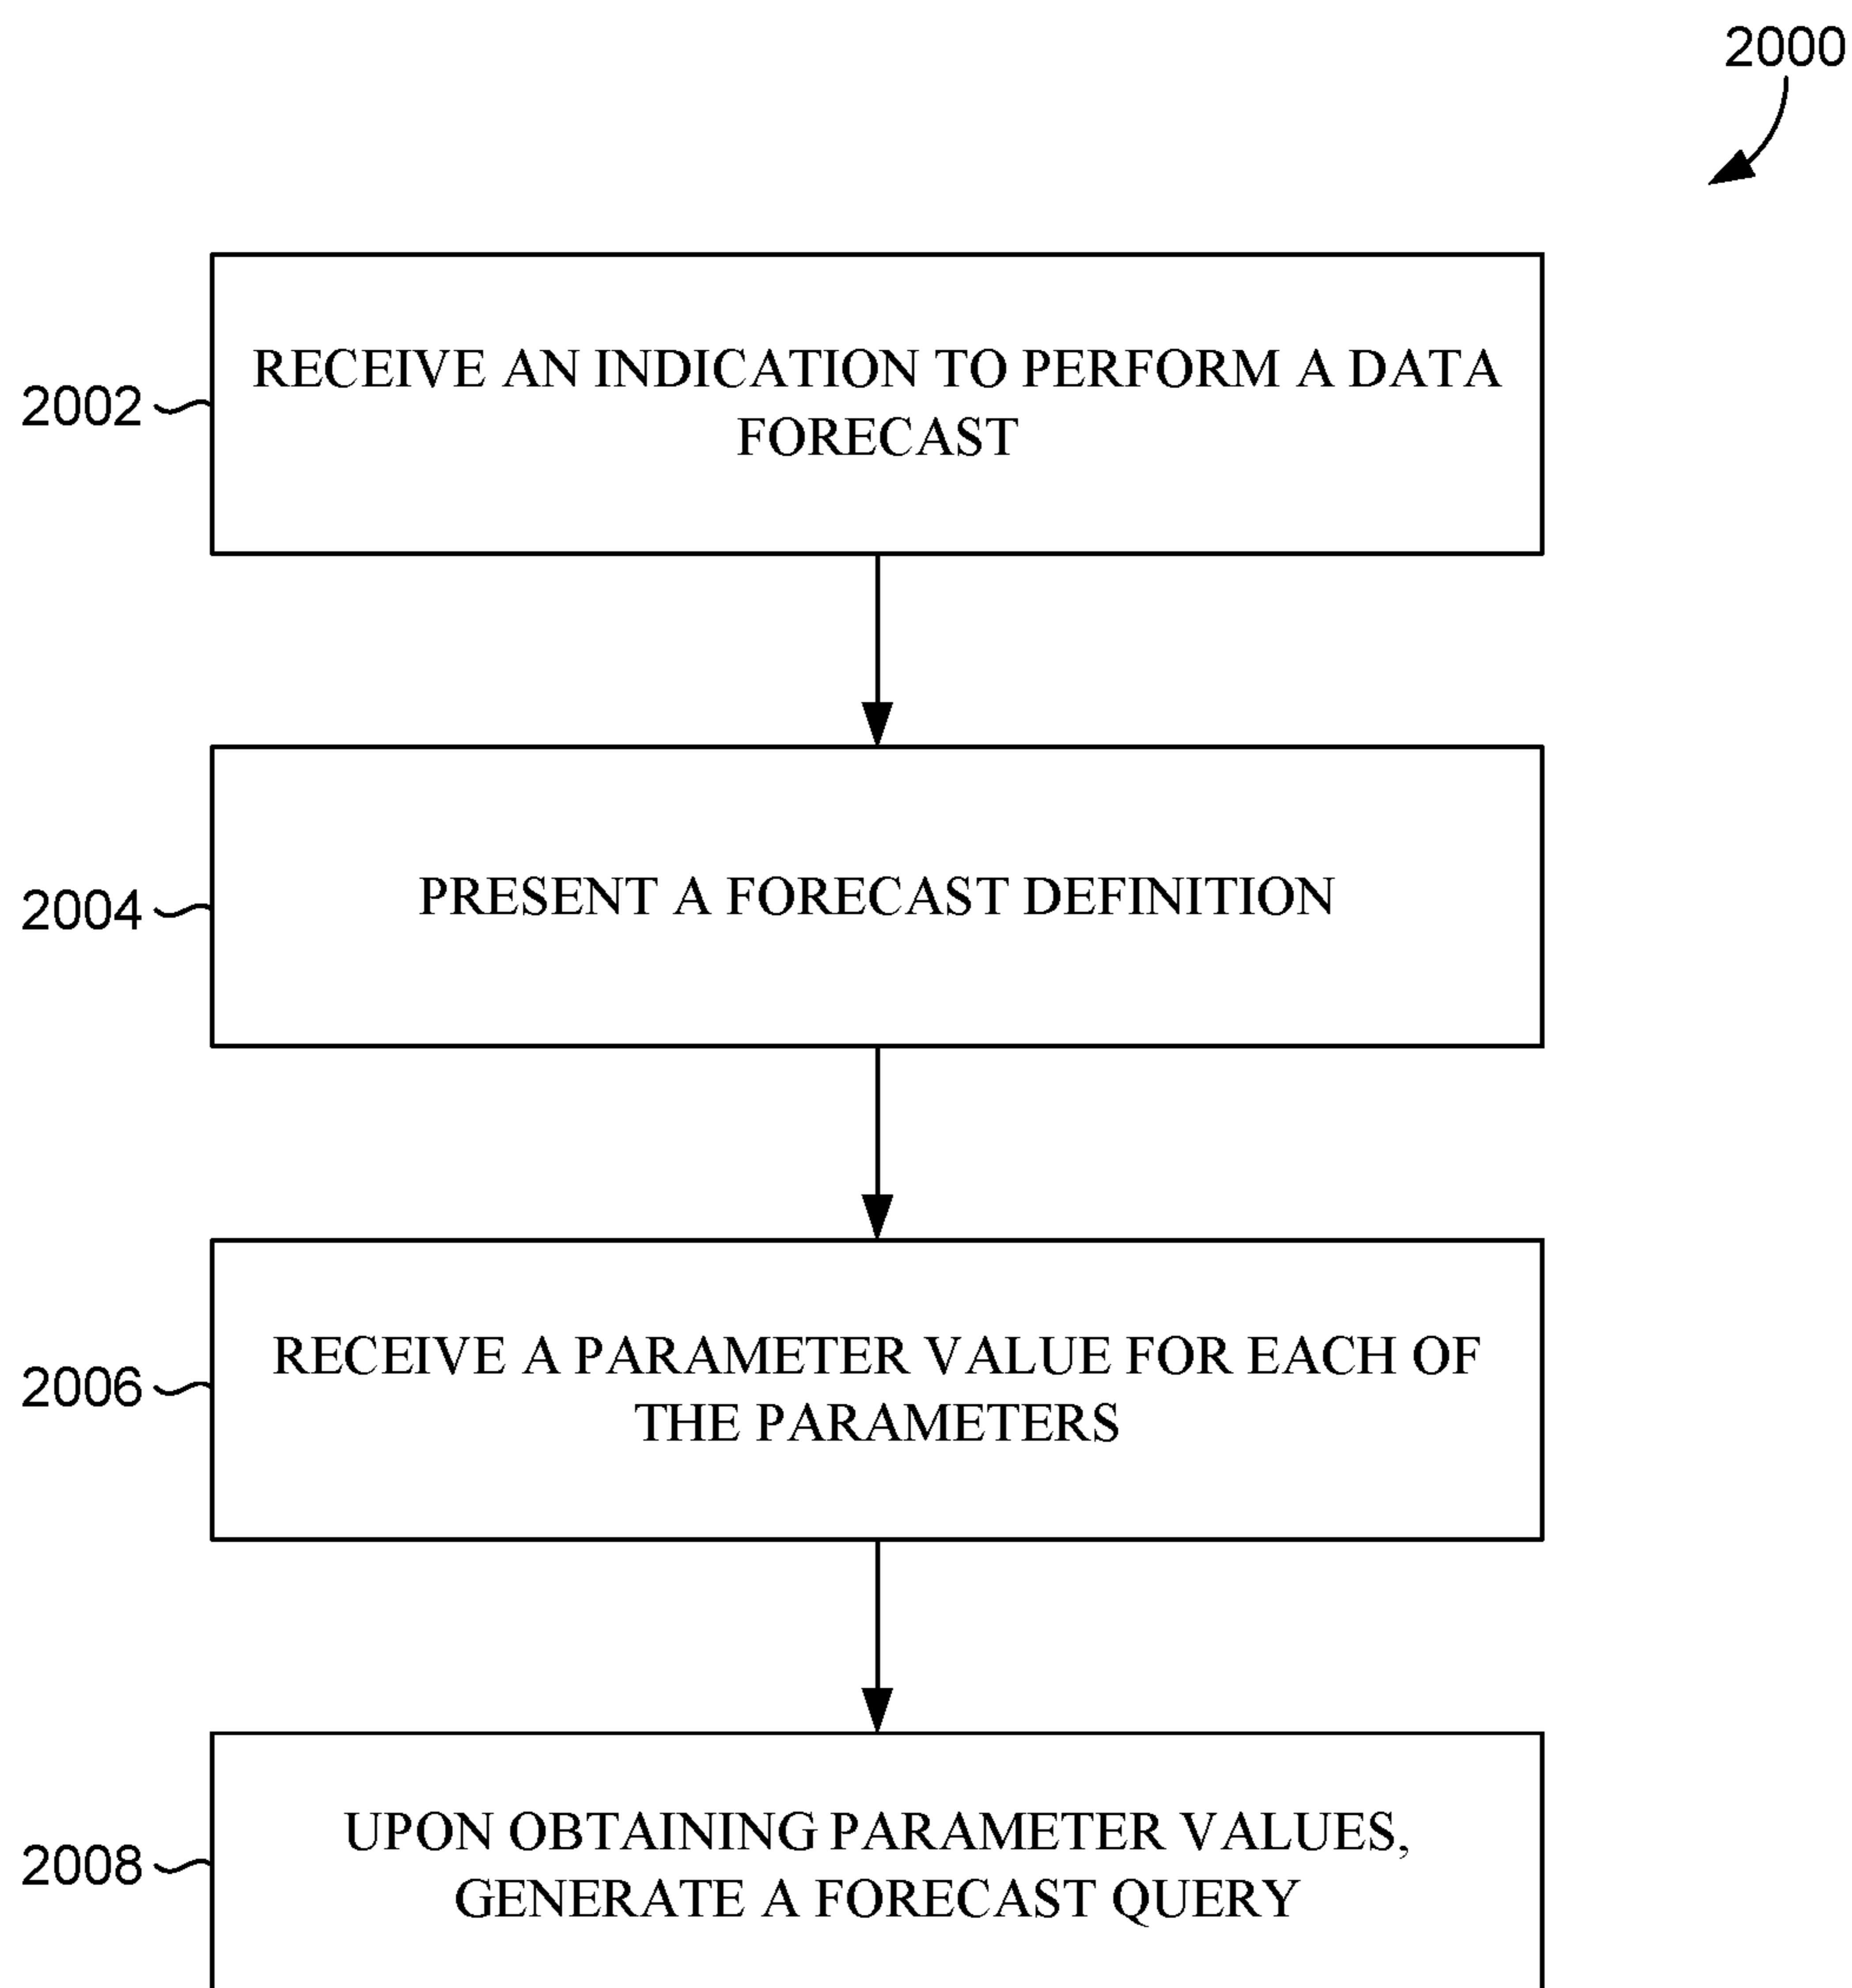 2000
2002
RECEIVE AN INDICATION TO PERFORM A DATA
FORECAST
2004
PRESENT A FORECAST DEFINITION
2006
RECEIVE A PARAMETER VALUE FOR EACH OF
THE PARAMETERS
2008
UPON OBTAINING PARAMETER VALUES,
GENERATE A FORECAST QUERY